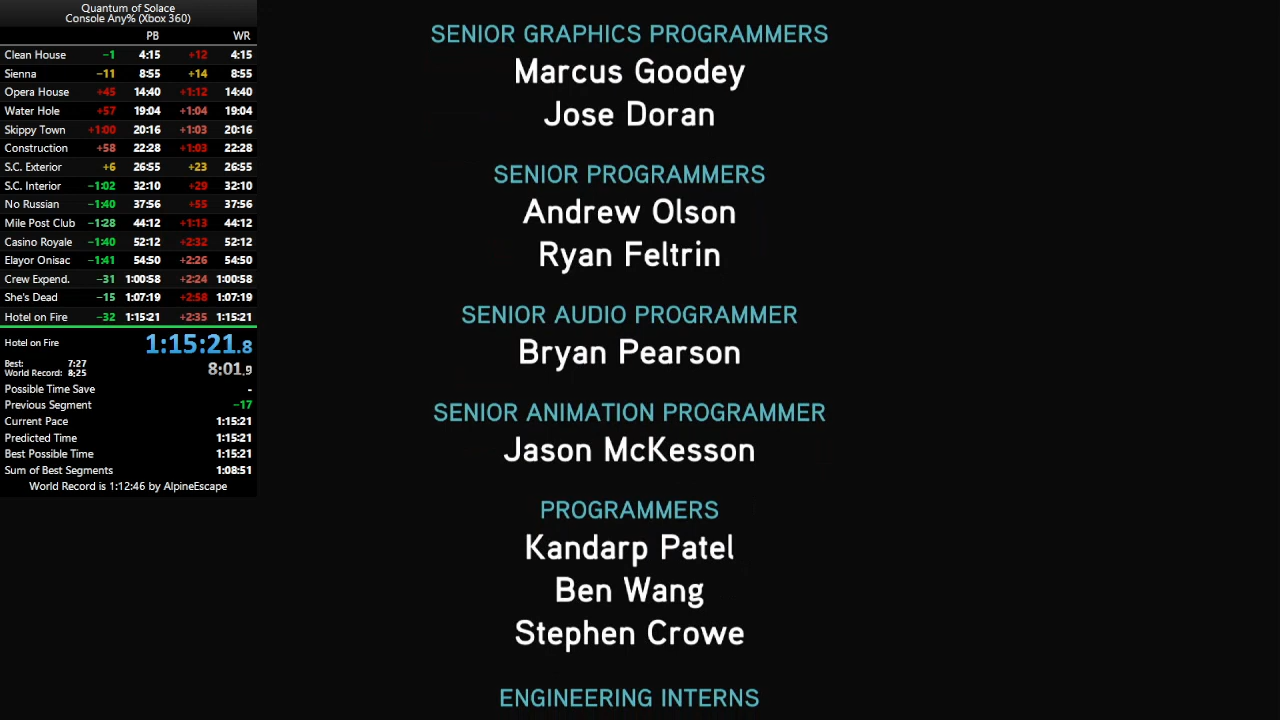 Quantum of Solace
Console Any% (Xbox 360)
PB WR
Clean House −1 4:15 +12 4:15
Sienna −11 8:55 +14 8:55
Opera House +45 14:40 +1:12 14:40
Water Hole +57 19:04 +1:04 19:04
Skippy Town +1:00 20:16 +1:03 20:16
Construction +58 22:28 +1:03 22:28
S.C. Exterior +6 26:55 +23 26:55
S.C. Interior −1:02 32:10 +29 32:10
No Russian −1:40 37:56 +55 37:56
Mile Post Club −1:28 44:12 +1:13 44:12
Casino Royale −1:40 52:12 +2:32 52:12
Elayor Onisac −1:41 54:50 +2:26 54:50
Crew Expend. −31 1:00:58 +2:24 1:00:58
She's Dead −15 1:07:19 +2:58 1:07:19
Hotel on Fire −32 1:15:21 +2:35 1:15:21
Hotel on Fire 1:15:21.8
Best: 7:27
World Record: 8:25
8:01.9
Possible Time Save -
Previous Segment −17
Current Pace 1:15:21
Predicted Time 1:15:21
Best Possible Time 1:15:21
Sum of Best Segments 1:08:51
World Record is 1:12:46 by AlpineEscape
SENIOR GRAPHICS PROGRAMMERS
Marcus Goodey
Jose Doran
SENIOR PROGRAMMERS
Andrew Olson
Ryan Feltrin
SENIOR AUDIO PROGRAMMER
Bryan Pearson
SENIOR ANIMATION PROGRAMMER
Jason McKesson
PROGRAMMERS
Kandarp Patel
Ben Wang
Stephen Crowe
ENGINEERING INTERNS